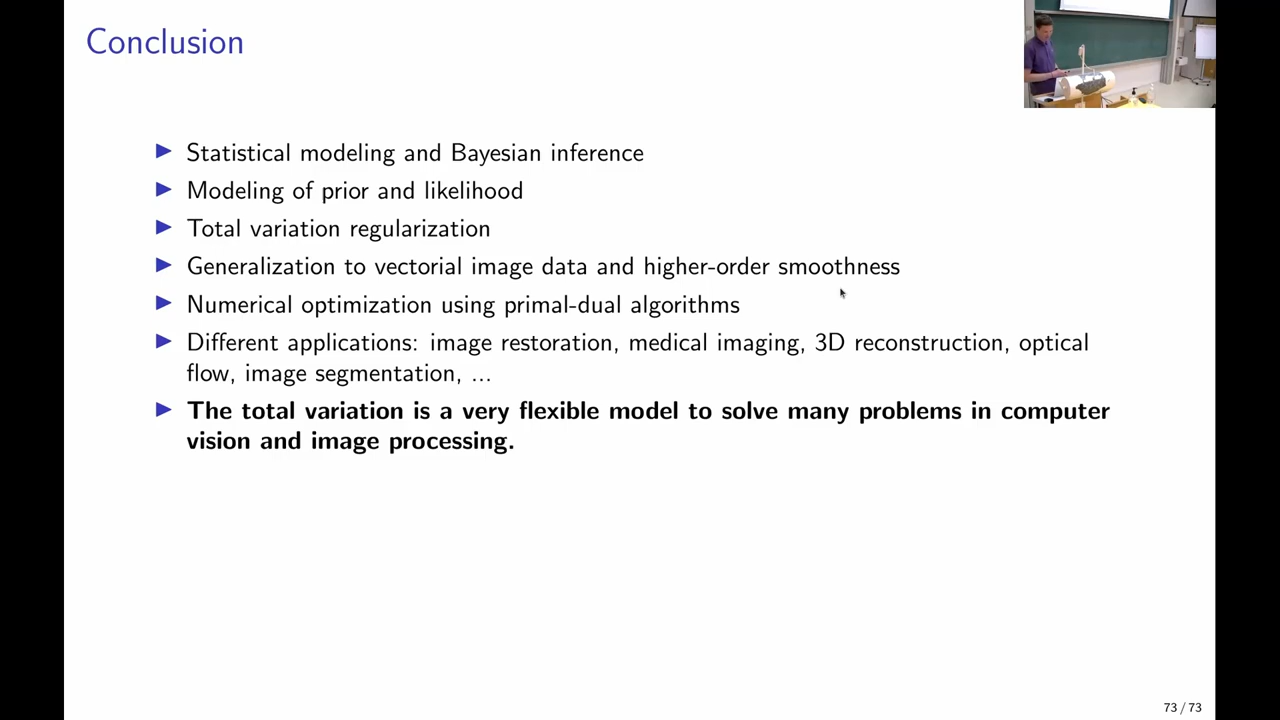 Conclusion
Statistical modeling and Bayesian inference
Modeling of prior and likelihood
Total variation regularization
Generalization to vectorial image data and higher-order smoothness
Numerical optimization using primal-dual algorithms
Different applications: image restoration, medical imaging, 3D reconstruction, optical
flow, image segmentation, ...
The total variation is a very flexible model to solve many problems in computer
vision and image processing.
73 / 73